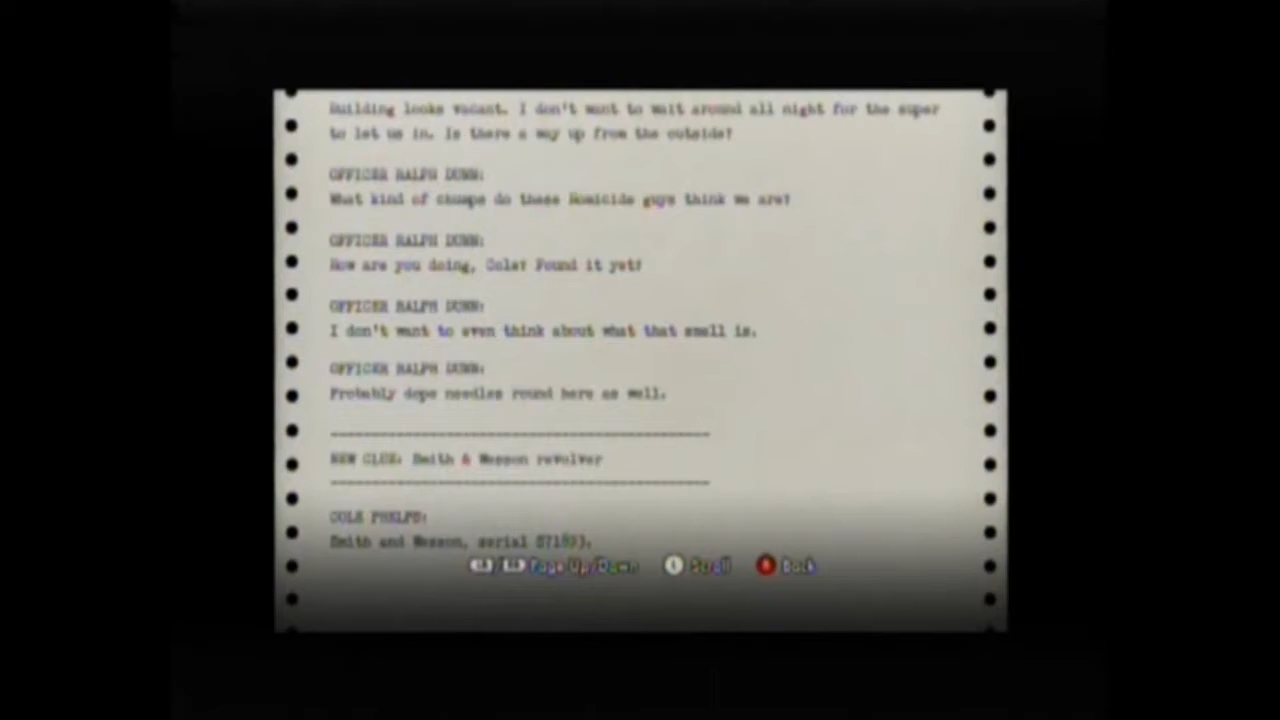 Building looks vacant. I don't want to wait around all night for the super
to let us in. Is there a way up from the outside?
OFFICER RALPH DUNN:
What kind of chumps do these Homicide guys think we are?
OFFICER RALPH DUNN:
How are you doing, Cole? Found it yet?
OFFICER RALPH DUNN:
I don't want to even think about what that smell is.
OFFICER RALPH DUNN:
Probably dope needles round here as well.
NEW CLUE: Smith & Wesson revolver
COLE PHELPS:
Smith and Wesson, serial
LB/RB Page Up/Down L Scroll B Back